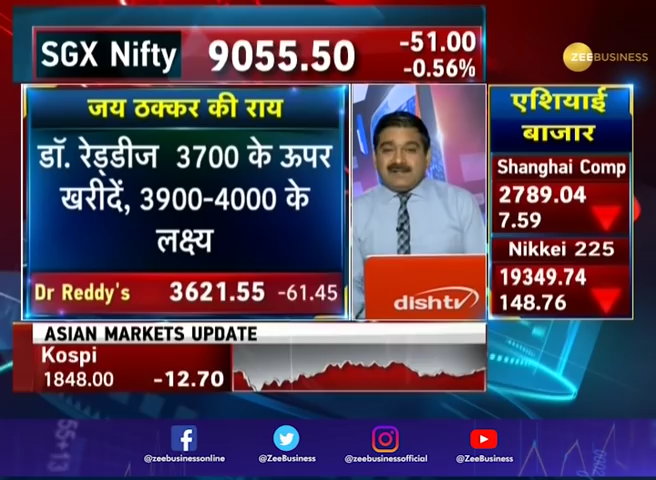 SGX Nifty 9055.50 -51.00
-0.56%
ZEE BUSINESS
जय ठक्कर की राय
डॉ. रेड्डीज 3700 के ऊपर
खरीदें, 3900-4000 के
लक्ष्य
Dr Reddy's 3621.55 -61.45
dishtv
एशियाई
बाजार
Shanghai Comp
2789.04
7.59
Nikkei 225
19349.74
148.76
ASIAN MARKETS UPDATE
Kospi
1848.00 -12.70
@zeebusinessonline @ZeeBusiness @zeebusinessofficial @ZeeBusiness